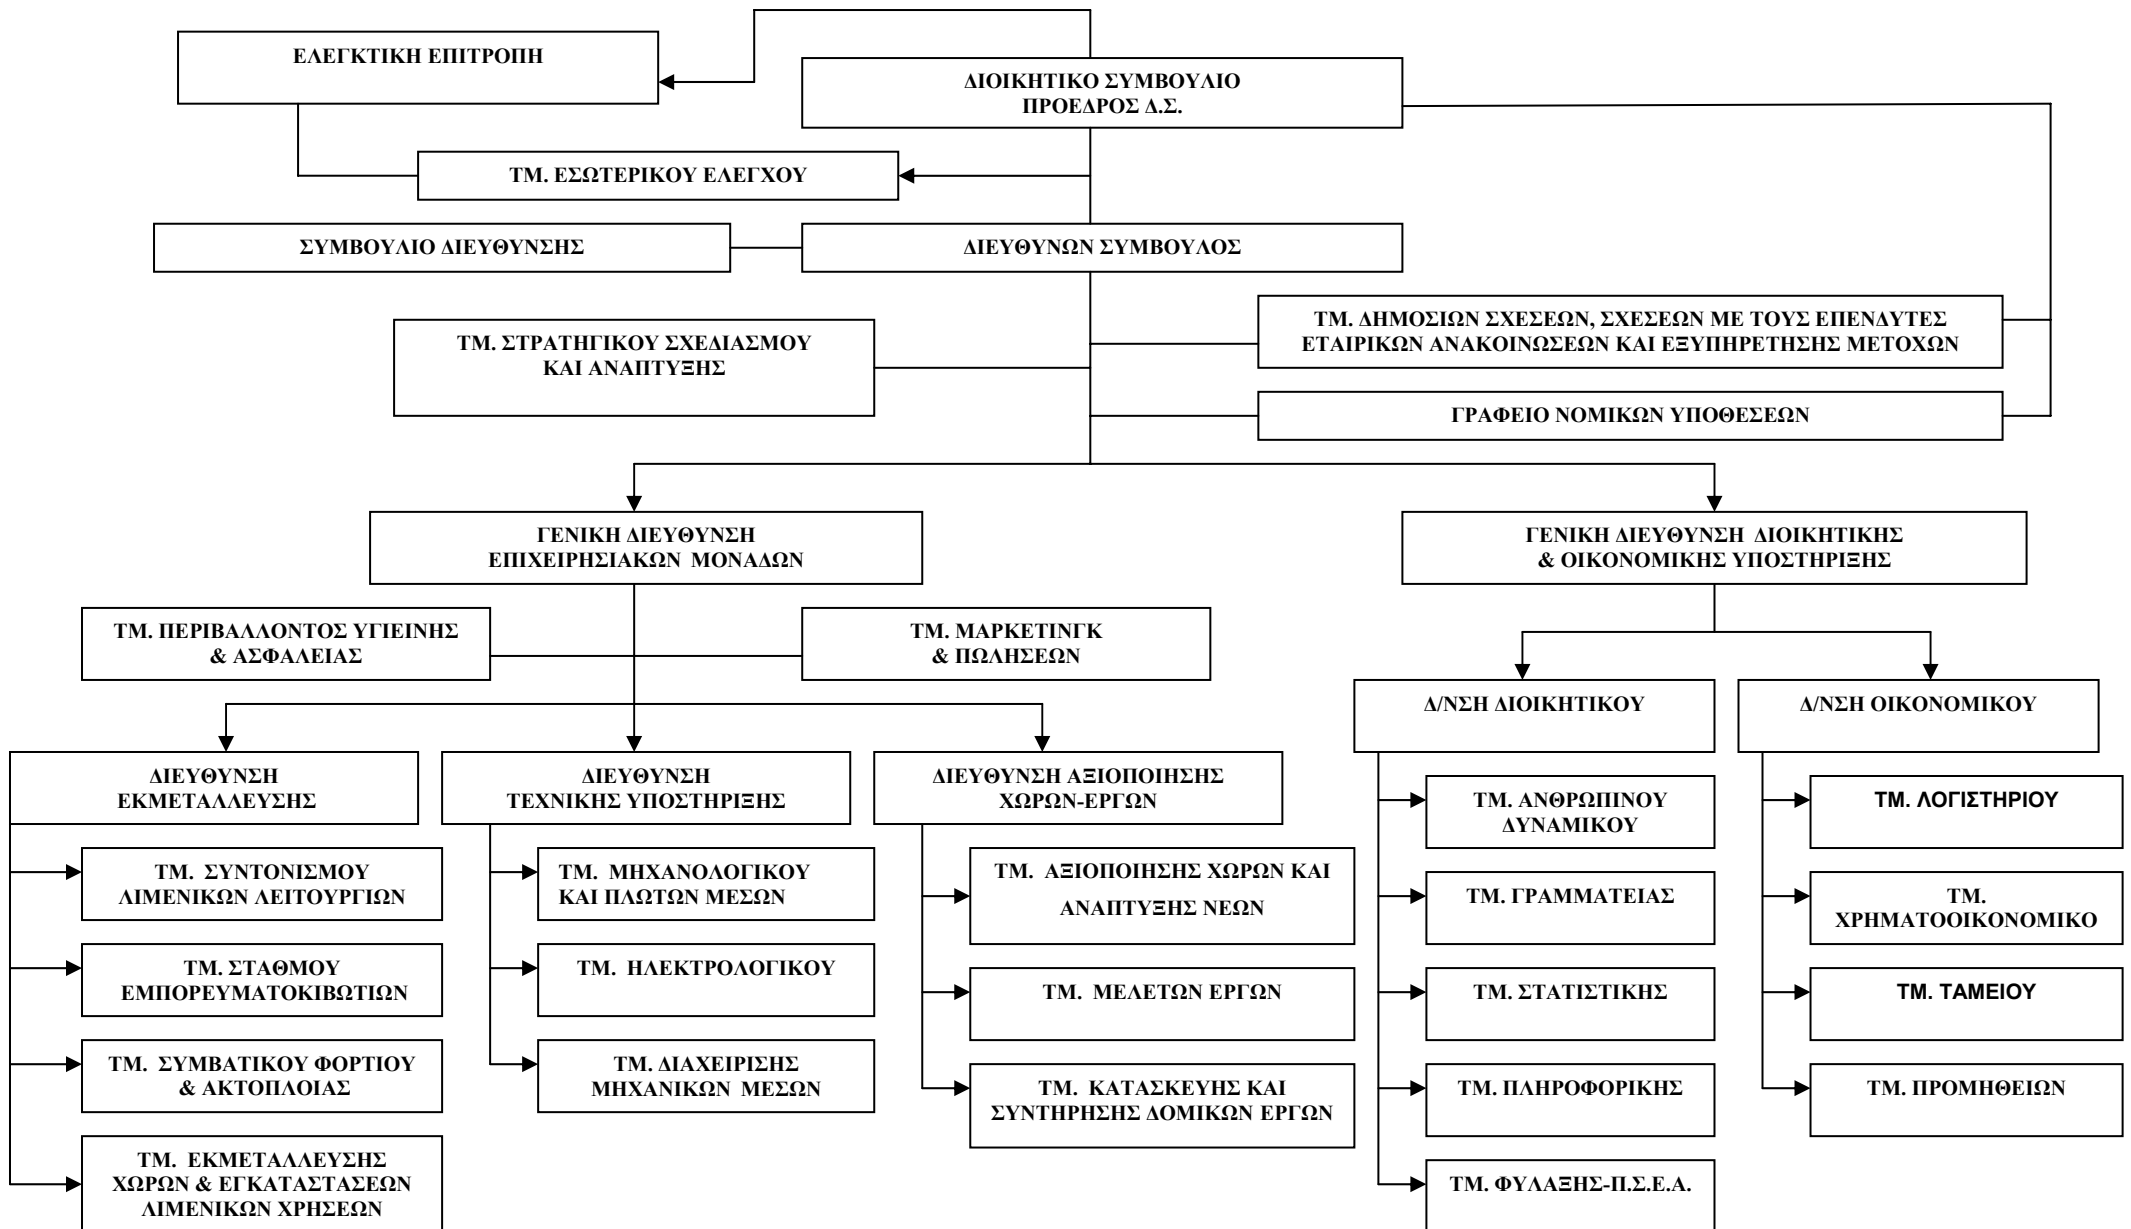 ΕΛΕΓΚΤΙΚΗ ΕΠΙΤΡΟΠΗ
ΔΙΟΙΚΗΤΙΚΟ ΣΥΜΒΟΥΛΙΟ
ΠΡΟΕΔΡΟΣ Δ.Σ.
ΤΜ. ΕΣΩΤΕΡΙΚΟΥ ΕΛΕΓΧΟΥ
ΣΥΜΒΟΥΛΙΟ ΔΙΕΥΘΥΝΣΗΣ
ΔΙΕΥΘΥΝΩΝ ΣΥΜΒΟΥΛΟΣ
ΤΜ. ΣΤΡΑΤΗΓΙΚΟΥ ΣΧΕΔΙΑΣΜΟΥ
ΚΑΙ ΑΝΑΠΤΥΞΗΣ
ΤΜ. ΔΗΜΟΣΙΩΝ ΣΧΕΣΕΩΝ, ΣΧΕΣΕΩΝ ΜΕ ΤΟΥΣ ΕΠΕΝΔΥΤΕΣ
ΕΤΑΙΡΙΚΩΝ ΑΝΑΚΟΙΝΩΣΕΩΝ ΚΑΙ ΕΞΥΠΗΡΕΤΗΣΗΣ ΜΕΤΟΧΩΝ
ΓΡΑΦΕΙΟ ΝΟΜΙΚΩΝ ΥΠΟΘΕΣΕΩΝ
ΓΕΝΙΚΗ ΔΙΕΥΘΥΝΣΗ
ΕΠΙΧΕΙΡΗΣΙΑΚΩΝ ΜΟΝΑΔΩΝ
ΓΕΝΙΚΗ ΔΙΕΥΘΥΝΣΗ ΔΙΟΙΚΗΤΙΚΗΣ
& ΟΙΚΟΝΟΜΙΚΗΣ ΥΠΟΣΤΗΡΙΞΗΣ
ΤΜ. ΠΕΡΙΒΑΛΛΟΝΤΟΣ ΥΓΙΕΙΝΗΣ
& ΑΣΦΑΛΕΙΑΣ
ΤΜ. ΜΑΡΚΕΤΙΝΓΚ
& ΠΩΛΗΣΕΩΝ
Δ/ΝΣΗ ΔΙΟΙΚΗΤΙΚΟΥ
Δ/ΝΣΗ ΟΙΚΟΝΟΜΙΚΟΥ
ΔΙΕΥΘΥΝΣΗ
ΕΚΜΕΤΑΛΛΕΥΣΗΣ
ΔΙΕΥΘΥΝΣΗ
ΤΕΧΝΙΚΗΣ ΥΠΟΣΤΗΡΙΞΗΣ
ΔΙΕΥΘΥΝΣΗ ΑΞΙΟΠΟΙΗΣΗΣ
ΧΩΡΩΝ-ΕΡΓΩΝ
ΤΜ. ΣΥΝΤΟΝΙΣΜΟΥ
ΛΙΜΕΝΙΚΩΝ ΛΕΙΤΟΥΡΓΙΩΝ
ΤΜ. ΣΤΑΘΜΟΥ
ΕΜΠΟΡΕΥΜΑΤΟΚΙΒΩΤΙΩΝ
ΤΜ. ΣΥΜΒΑΤΙΚΟΥ ΦΟΡΤΙΟΥ
& ΑΚΤΟΠΛΟΙΑΣ
ΤΜ. ΕΚΜΕΤΑΛΛΕΥΣΗΣ
ΧΩΡΩΝ & ΕΓΚΑΤΑΣΤΑΣΕΩΝ
ΛΙΜΕΝΙΚΩΝ ΧΡΗΣΕΩΝ
ΤΜ. ΜΗΧΑΝΟΛΟΓΙΚΟΥ
ΚΑΙ ΠΛΩΤΩΝ ΜΕΣΩΝ
ΤΜ. ΗΛΕΚΤΡΟΛΟΓΙΚΟΥ
ΤΜ. ΔΙΑΧΕΙΡΙΣΗΣ
ΜΗΧΑΝΙΚΩΝ ΜΕΣΩΝ
ΤΜ. ΑΞΙΟΠΟΙΗΣΗΣ ΧΩΡΩΝ ΚΑΙ
ΑΝΑΠΤΥΞΗΣ ΝΕΩΝ
ΤΜ. ΜΕΛΕΤΩΝ ΕΡΓΩΝ
ΤΜ. ΚΑΤΑΣΚΕΥΗΣ ΚΑΙ
ΣΥΝΤΗΡΗΣΗΣ ΔΟΜΙΚΩΝ ΕΡΓΩΝ
ΤΜ. ΑΝΘΡΩΠΙΝΟΥ
ΔΥΝΑΜΙΚΟΥ
ΤΜ. ΓΡΑΜΜΑΤΕΙΑΣ
ΤΜ. ΣΤΑΤΙΣΤΙΚΗΣ
ΤΜ. ΠΛΗΡΟΦΟΡΙΚΗΣ
ΤΜ. ΦΥΛΑΞΗΣ-Π.Σ.Ε.Α.
ΤΜ. ΛΟΓΙΣΤΗΡΙΟΥ
ΤΜ.
ΧΡΗΜΑΤΟΟΙΚΟΝΟΜΙΚΟ
ΤΜ. ΤΑΜΕΙΟΥ
ΤΜ. ΠΡΟΜΗΘΕΙΩΝ